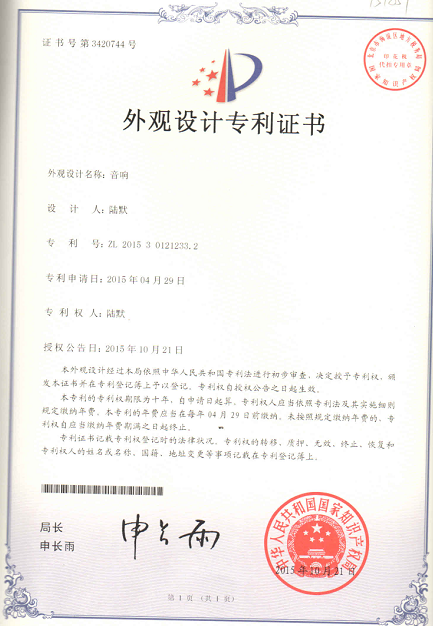 证书号第3420744号
外观设计专利证书
外观设计名称：音响
设 计 人：陆默
专 利 号：ZL 2015 3 0121233.2
专利申请日：2015年04月29日
专 利 权 人：陆默
授权公告日：2015年10月21日
本外观设计经过本局依照中华人民共和国专利法进行初步审查，决定授予专利权，颁
发本证书并在专利登记簿上予以登记。专利权自授权公告之日起生效。
本专利的专利权期限为十年，自申请日起算。专利权人应当依照专利法及其实施细则
规定缴纳年费。本专利的年费应当在每年04月29日前缴纳。未按照规定缴纳年费的，专利
权自应当缴纳年费期满之日起终止。
专利证书记载专利权登记时的法律状况。专利权的转移、质押、无效、终止、恢复和
专利权人的姓名或名称、国籍、地址变更等事项记载在专利登记簿上。
局长
申长雨
申长雨
中华人民共和国国家知识产权局
2015年10月21日
第1页（共1页）